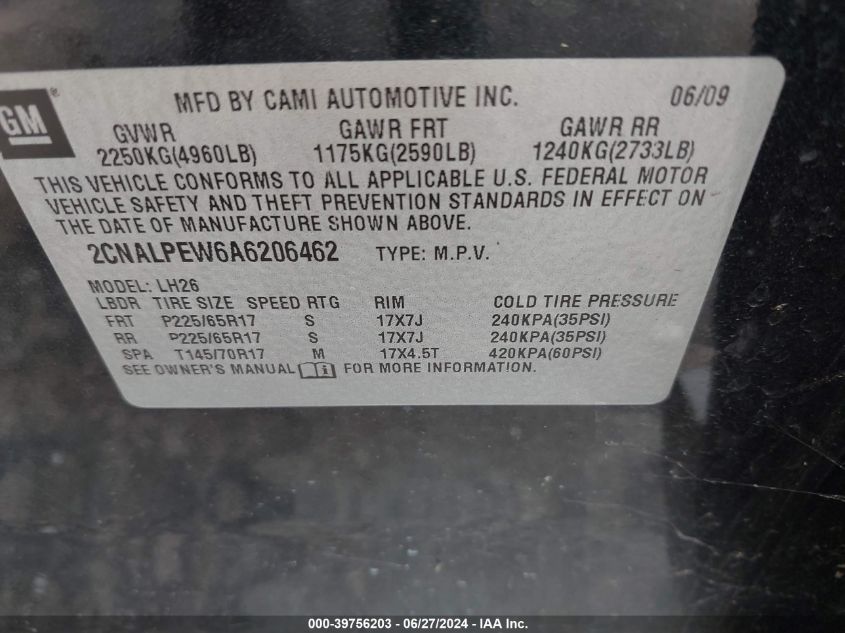 GM ®
MFD BY CAMI AUTOMOTIVE INC. 06/09
GVWR GAWR FRT GAWR RR
2250KG(4960LB) 1175KG(2590LB) 1240KG(2733LB)
THIS VEHICLE CONFORMS TO ALL APPLICABLE U.S. FEDERAL MOTOR
VEHICLE SAFETY AND THEFT PREVENTION STANDARDS IN EFFECT ON
THE DATE OF MANUFACTURE SHOWN ABOVE.
2CNALPEW6A6206462 TYPE: M.P.V.
MODEL: LH26
LBDR TIRE SIZE SPEED RTG RIM COLD TIRE PRESSURE
FRT P225/65R17 S 17X7J 240KPA(35PSI)
RR P225/65R17 S 17X7J 240KPA(35PSI)
SPA T145/70R17 M 17X4.5T 420KPA(60PSI)
SEE OWNER'S MANUAL i FOR MORE INFORMATION.
000-39756203 - 06/27/2024 - IAA Inc.